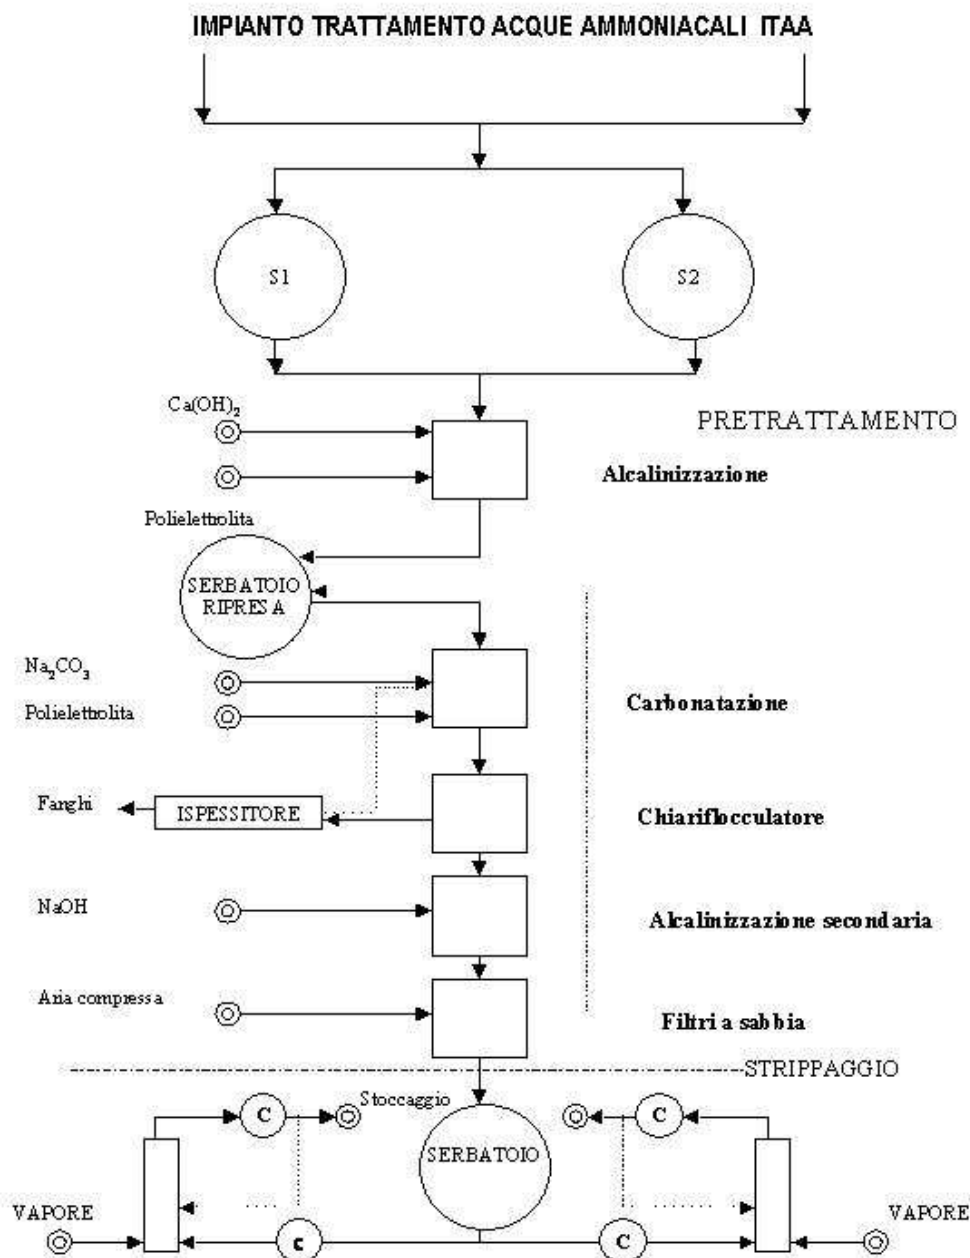 IMPIANTO TRATTAMENTO ACQUE AMMONIACALI ITAA
S1
S2
Ca(OH)₂
PRETRATTAMENTO
Alcalinizzazione
Polielettrolita
SERBATOIO
RIPRESA
Na₂CO₃
Polielettrolita
Carbonatazione
Fanghi
ISPESSITORE
Chiariflocculatore
NaOH
Alcalinizzazione secondaria
Aria compressa
Filtri a sabbia
STRIPPAGGIO
C
Stoccaggio
C
SERBATOIO
VAPORE
c
C
VAPORE